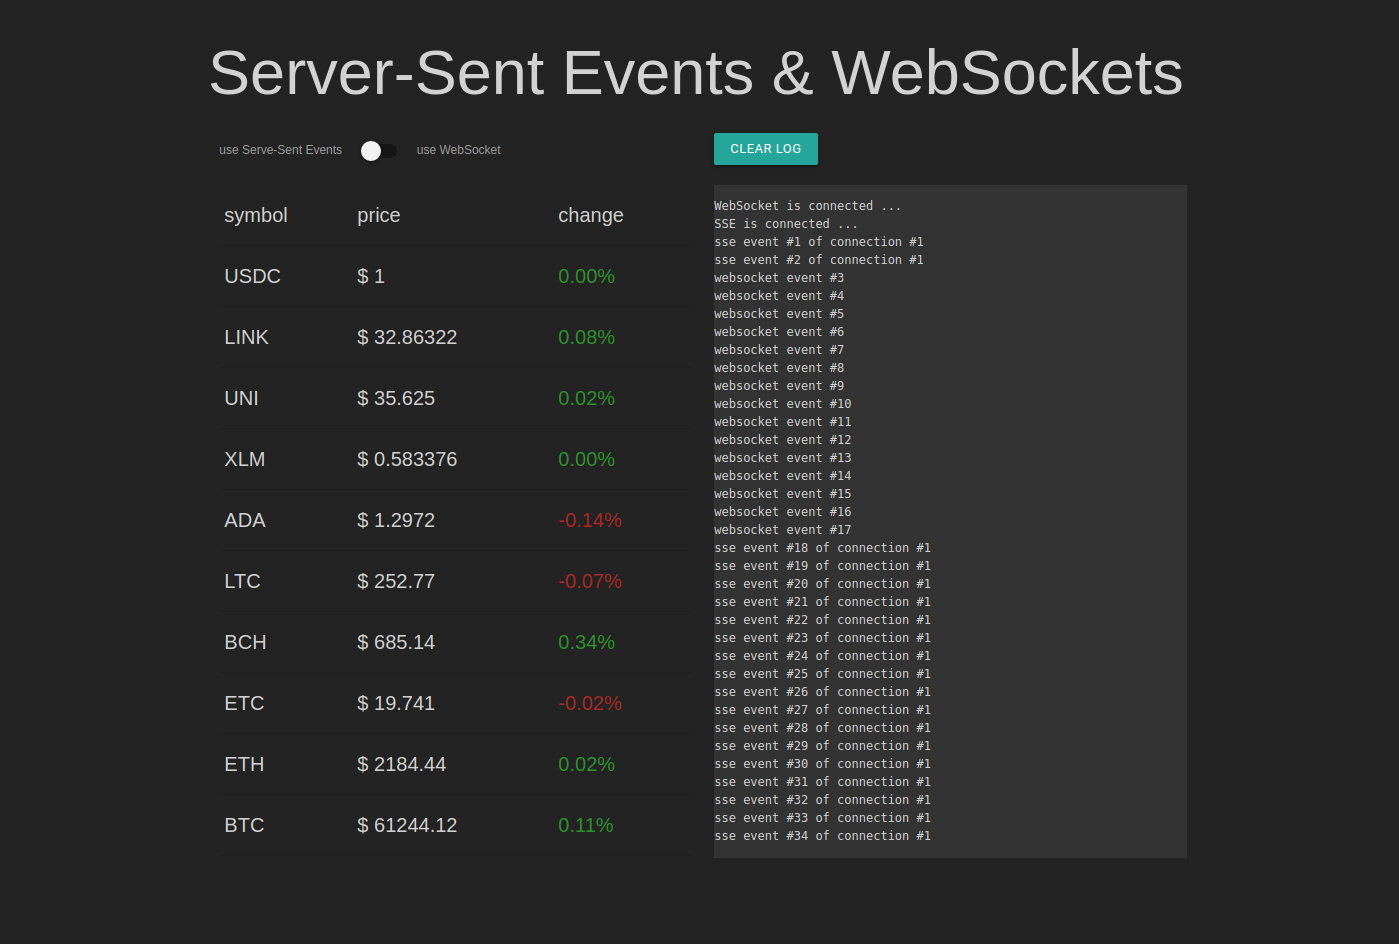 Server-Sent Events & WebSockets
use Serve-Sent Events use WebSocket
CLEAR LOG
symbol price change
USDC $ 1 0.00%
LINK $ 32.86322 0.08%
UNI $ 35.625 0.02%
XLM $ 0.583376 0.00%
ADA $ 1.2972 -0.14%
LTC $ 252.77 -0.07%
BCH $ 685.14 0.34%
ETC $ 19.741 -0.02%
ETH $ 2184.44 0.02%
BTC $ 61244.12 0.11%
WebSocket is connected ...
SSE is connected ...
sse event #1 of connection #1
sse event #2 of connection #1
websocket event #3
websocket event #4
websocket event #5
websocket event #6
websocket event #7
websocket event #8
websocket event #9
websocket event #10
websocket event #11
websocket event #12
websocket event #13
websocket event #14
websocket event #15
websocket event #16
websocket event #17
sse event #18 of connection #1
sse event #19 of connection #1
sse event #20 of connection #1
sse event #21 of connection #1
sse event #22 of connection #1
sse event #23 of connection #1
sse event #24 of connection #1
sse event #25 of connection #1
sse event #26 of connection #1
sse event #27 of connection #1
sse event #28 of connection #1
sse event #29 of connection #1
sse event #30 of connection #1
sse event #31 of connection #1
sse event #32 of connection #1
sse event #33 of connection #1
sse event #34 of connection #1